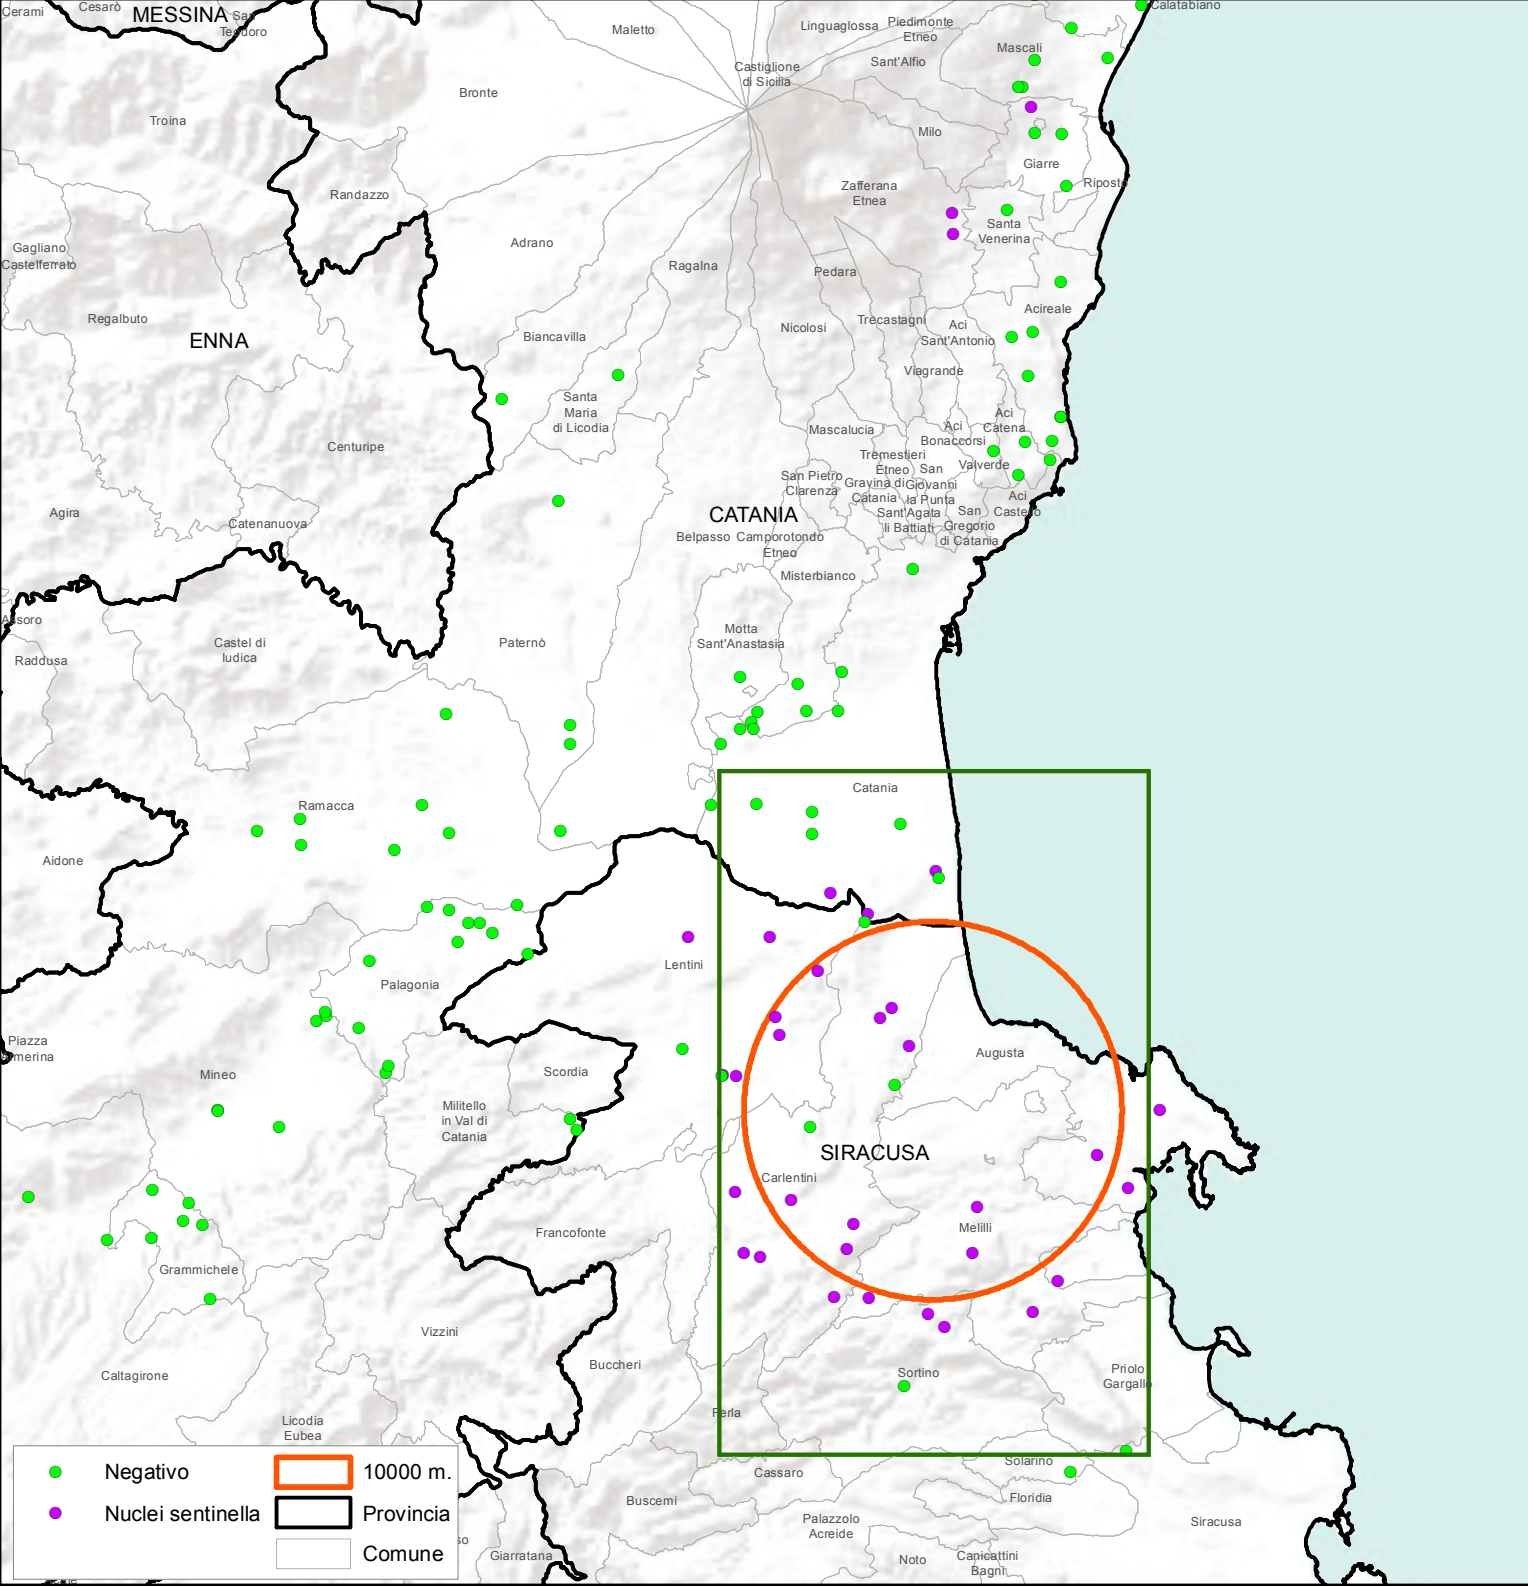 Cerami
Cesarò
MESSINA
San
Teodoro
Maletto
Linguaglossa
Piedimonte
Etneo
Calatabiano
Mascali
Sant'Alfio
Castiglione
di Sicilia
Bronte
Troina
Milo
Giarre
Randazzo
Zafferana
Etnea
Riposto
Santa
Venerina
Gagliano
Castelferrato
Adrano
Ragalna
Pedara
Regalbuto
ENNA
Biancavilla
Nicolosi
Trecastagni
Aci
Sant'Antonio
Acireale
Viagrande
Santa
Maria
di Licodia
Centuripe
Mascalucia
Aci
Bonaccorsi
Aci
Catena
Tremestieri
Etneo
Valverde
San Pietro
Clarenza
Gravina di
Catania
San
Giovanni
la Punta
Sant'Agata
li Battiati
San
Gregorio
di Catania
Aci
Castello
Agira
Catenanuova
CATANIA
Belpasso
Camporotondo
Etneo
Misterbianco
Assoro
Raddusa
Castel di
Iudica
Paternò
Motta
Sant'Anastasia
Catania
Ramacca
Aidone
Lentini
Palagonia
Piazza
Armerina
Mineo
Scordia
Augusta
Militello
in Val di
Catania
SIRACUSA
Carlentini
Francofonte
Melilli
Grammichele
Vizzini
Buccheri
Caltagirone
Sortino
Priolo
Gargallo
Ferla
Licodia
Eubea
Solarino
Cassaro
Floridia
Buscemi
Palazzolo
Acreide
Siracusa
Giarratana
Noto
Canicattini
Bagni
Negativo
10000 m.
Nuclei sentinella
Provincia
Comune